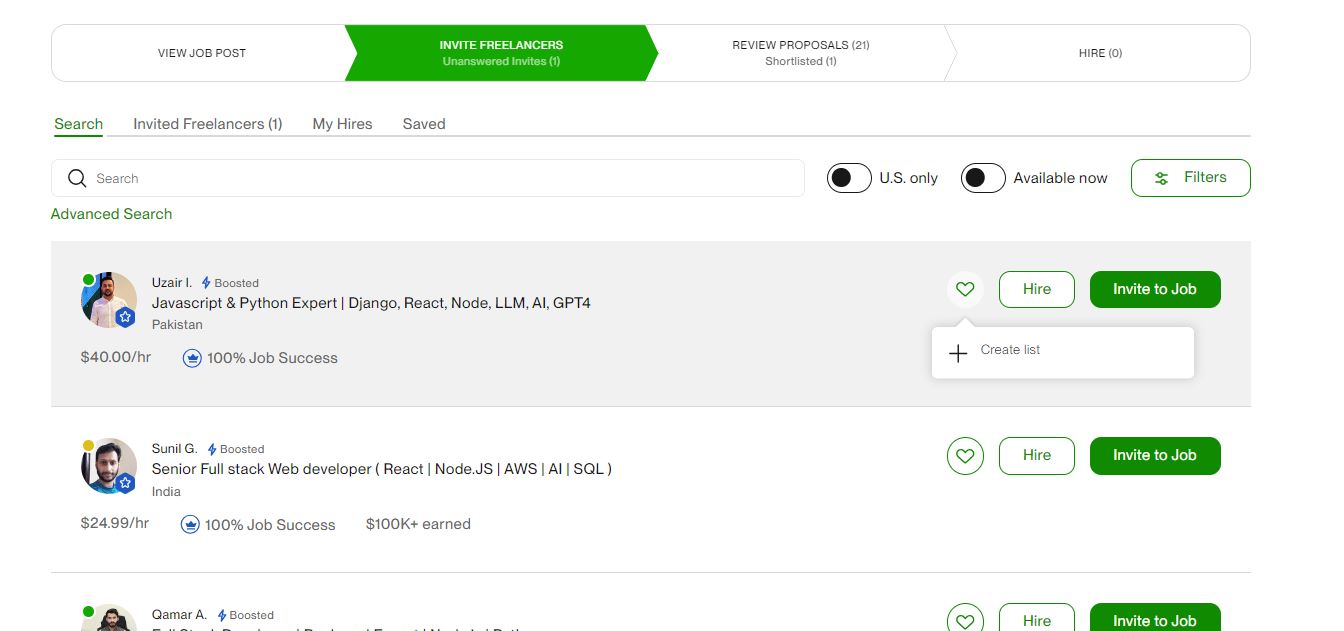 VIEW JOB POST
INVITE FREELANCERS
Unanswered Invites (1)
REVIEW PROPOSALS (21)
Shortlisted (1)
HIRE (0)
Search
Invited Freelancers (1)
My Hires
Saved
Search
U.S. only
Available now
Filters
Advanced Search
Uzair I.
Boosted
Javascript & Python Expert | Django, React, Node, LLM, AI, GPT4
Pakistan
$40.00/hr
100% Job Success
Hire
Invite to Job
Create list
Sunil G.
Boosted
Senior Full stack Web developer ( React | Node.JS | AWS | AI | SQL )
India
$24.99/hr
100% Job Success
$100K+ earned
Hire
Invite to Job
Qamar A.
Boosted
Hire
Invite to Job